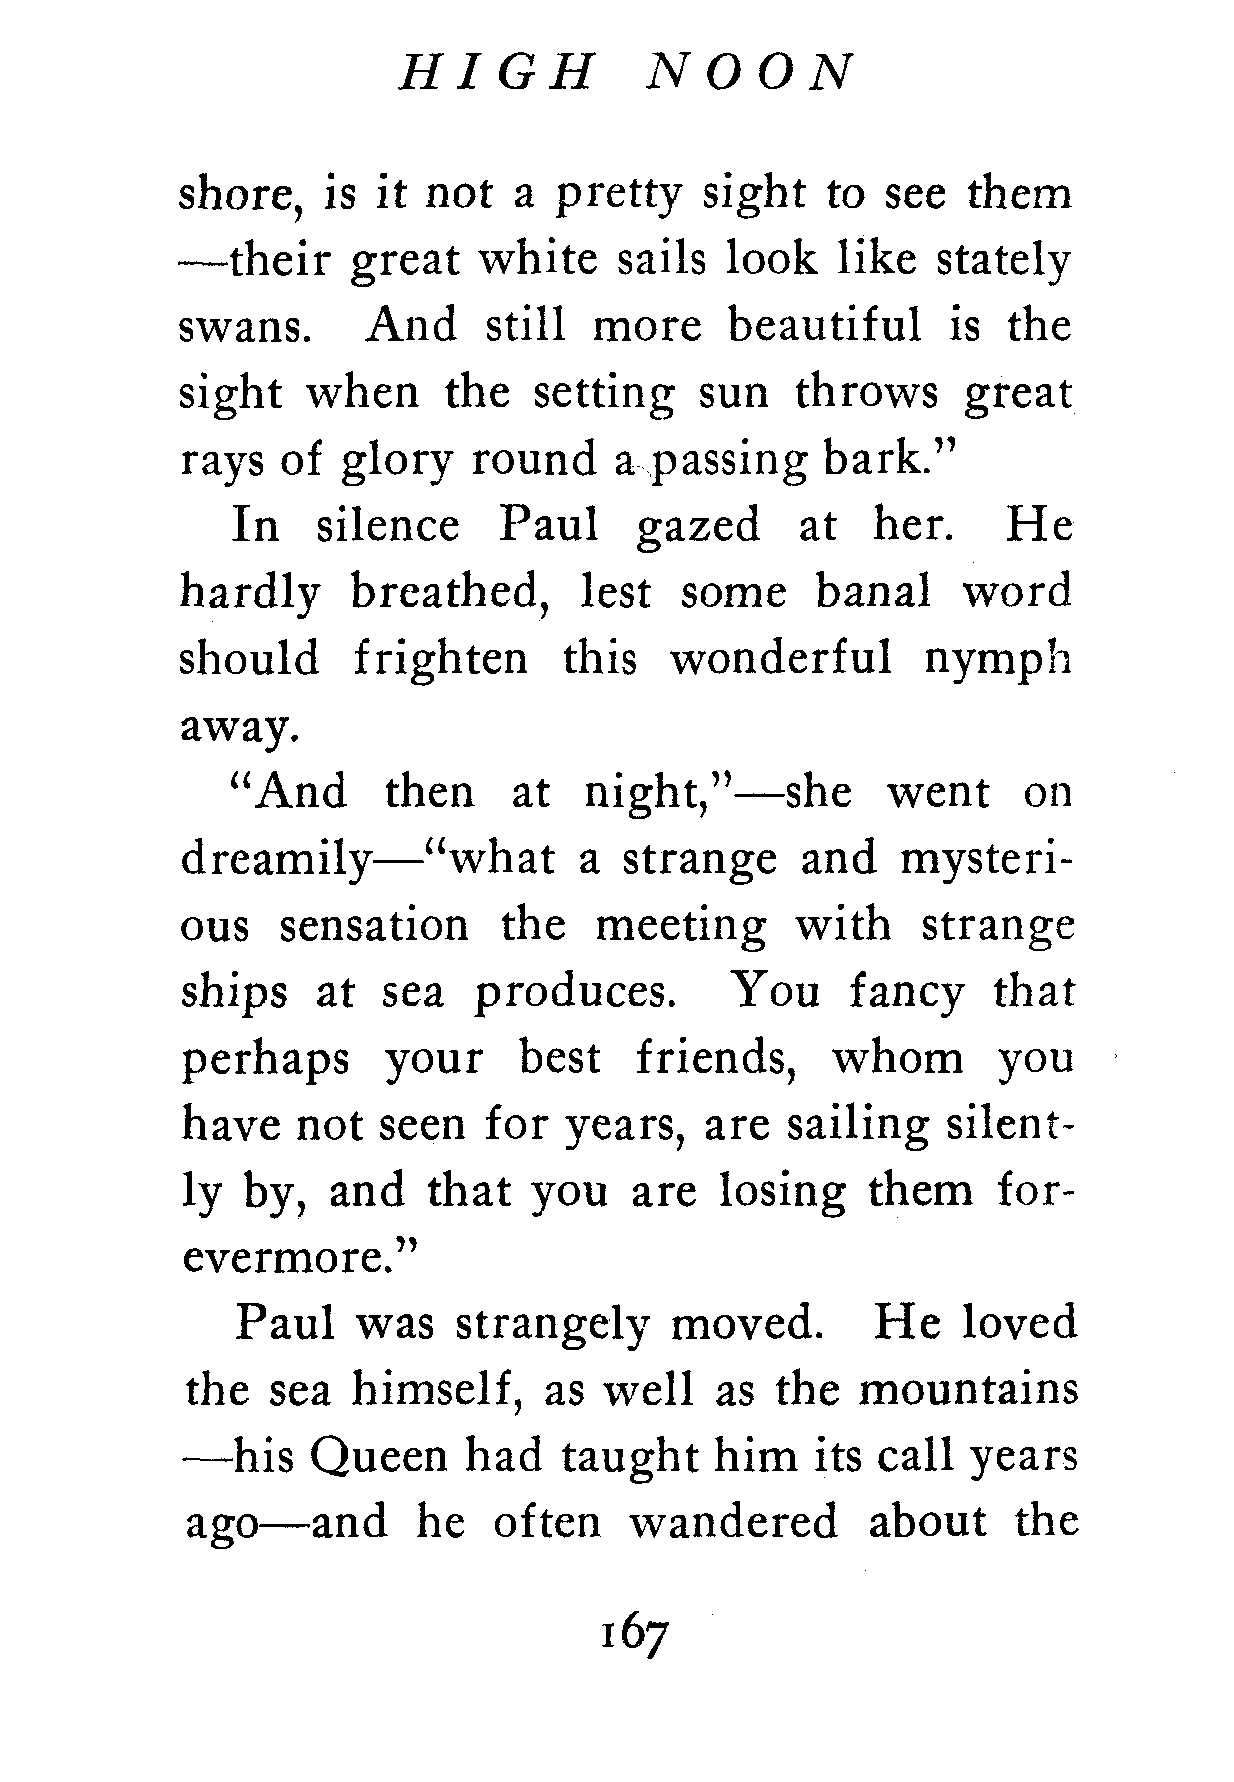 HIGH NOON
shore, is it not a pretty sight to see them
—their great white sails look like stately
swans. And still more beautiful is the
sight when the setting sun throws great
rays of glory round a passing bark.”
In silence Paul gazed at her. He
hardly breathed, lest some banal word
should frighten this wonderful nymph
away.
“And then at night,”—she went on
dreamily—“what a strange and mysteri-
ous sensation the meeting with strange
ships at sea produces. You fancy that
perhaps your best friends, whom you
have not seen for years, are sailing silent-
ly by, and that you are losing them for-
evermore.”
Paul was strangely moved. He loved
the sea himself, as well as the mountains
—his Queen had taught him its call years
ago—and he often wandered about the
167